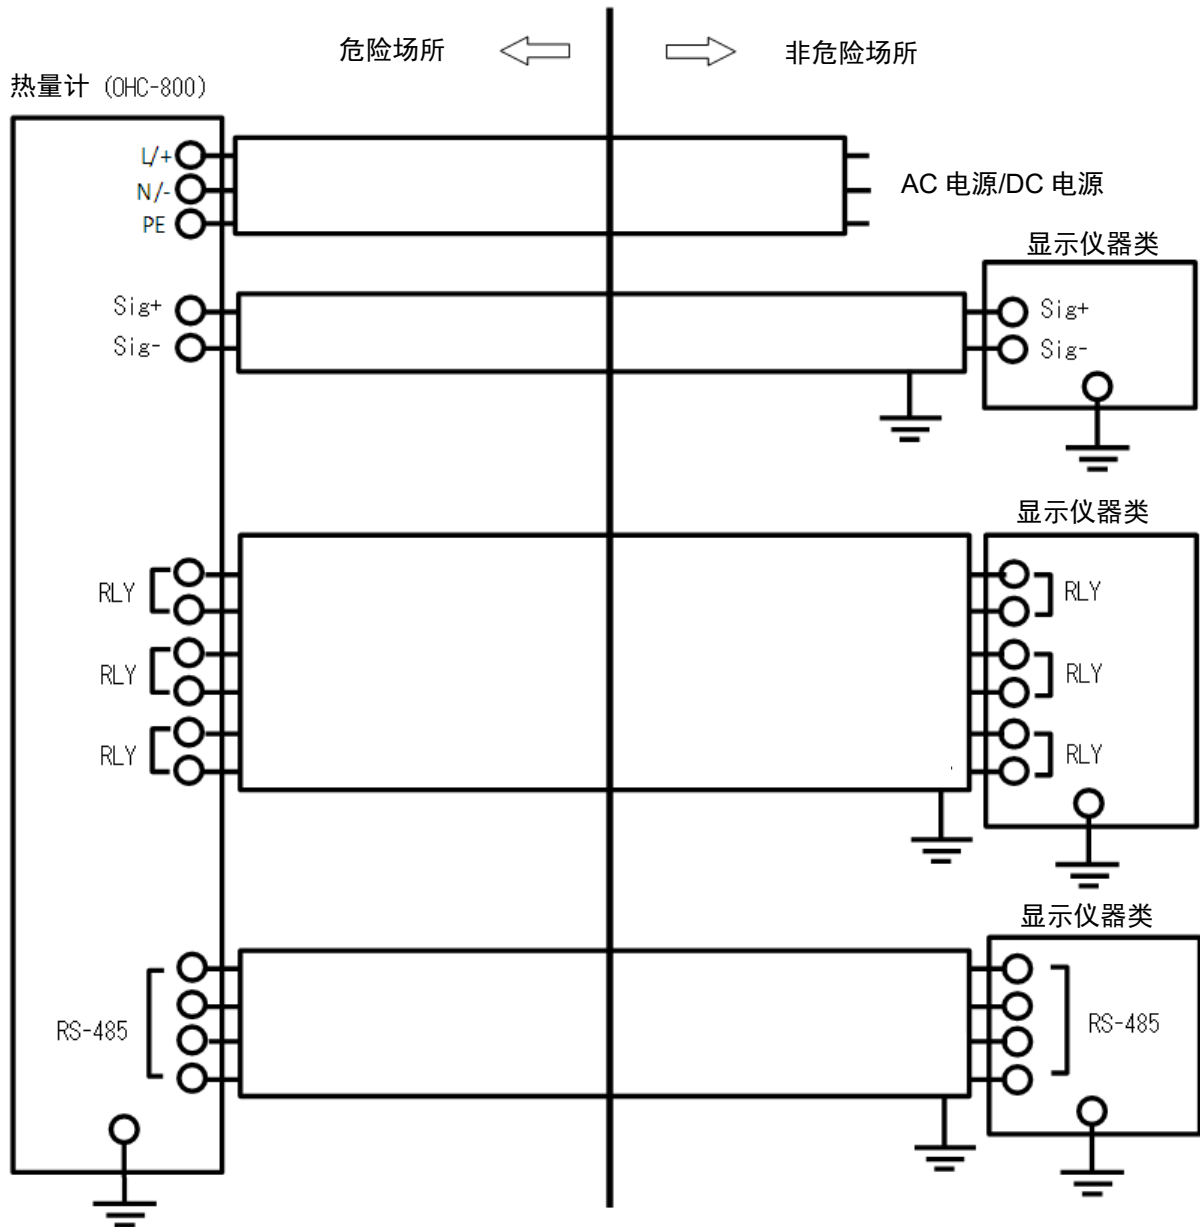 危险场所
非危险场所
热量计 (OHC-800)
L/+
N/-
PE
AC 电源/DC 电源
显示仪器类
Sig+
Sig-
Sig+
Sig-
显示仪器类
RLY
RLY
RLY
RLY
RLY
RLY
显示仪器类
RS-485
RS-485